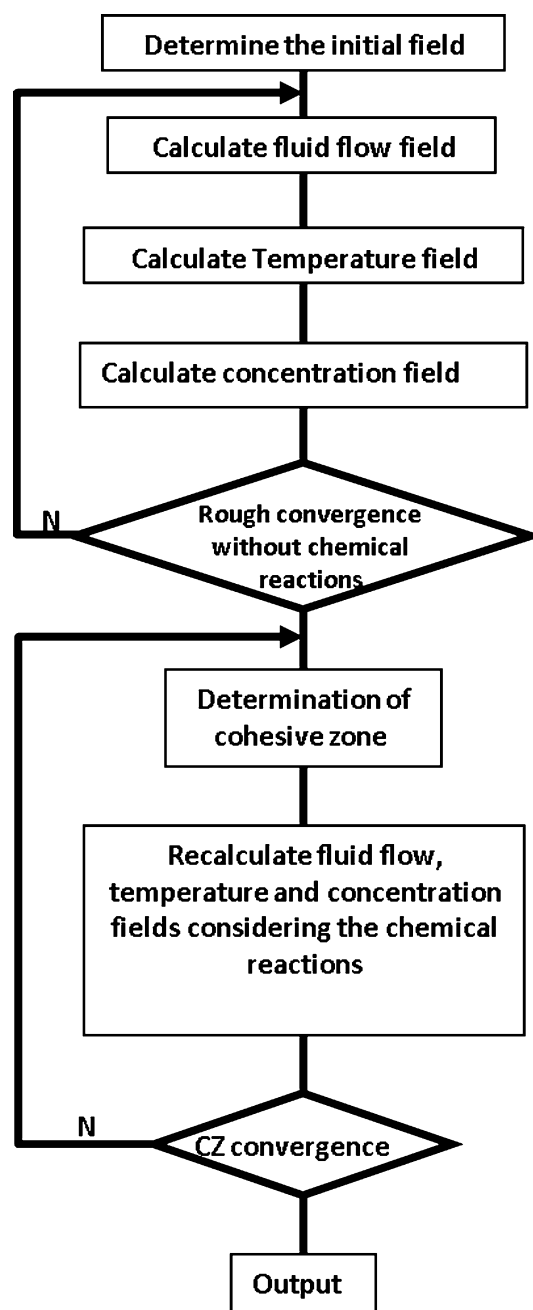 Determine the initial field
Calculate fluid flow field
Calculate Temperature field
Calculate concentration field
N
Rough convergence
without chemical
reactions
Determination of
cohesive zone
Recalculate fluid flow,
temperature and concentration
fields considering the chemical
reactions
N
CZ convergence
Output